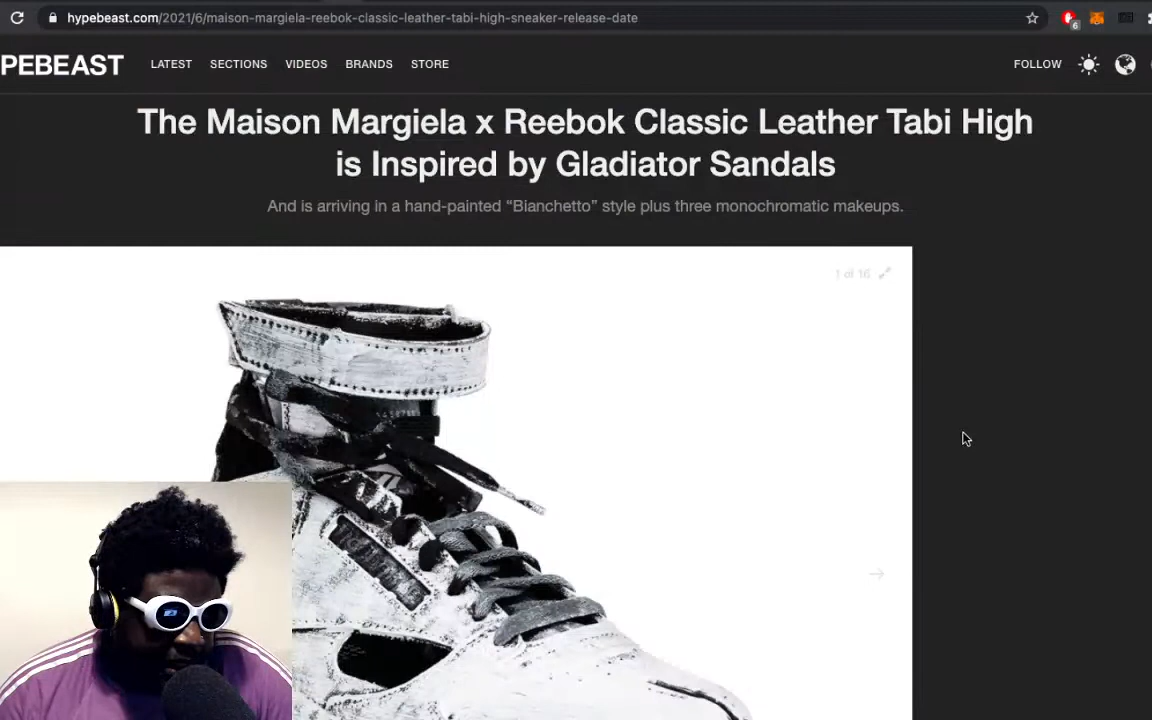 hypebeast.com/2021/6/maison-margiela-reebok-classic-leather-tabi-high-sneaker-release-date
6
PEBEAST LATEST SECTIONS VIDEOS BRANDS STORE FOLLOW
The Maison Margiela x Reebok Classic Leather Tabi High
is Inspired by Gladiator Sandals
And is arriving in a hand-painted “Bianchetto” style plus three monochromatic makeups.
1 of 16